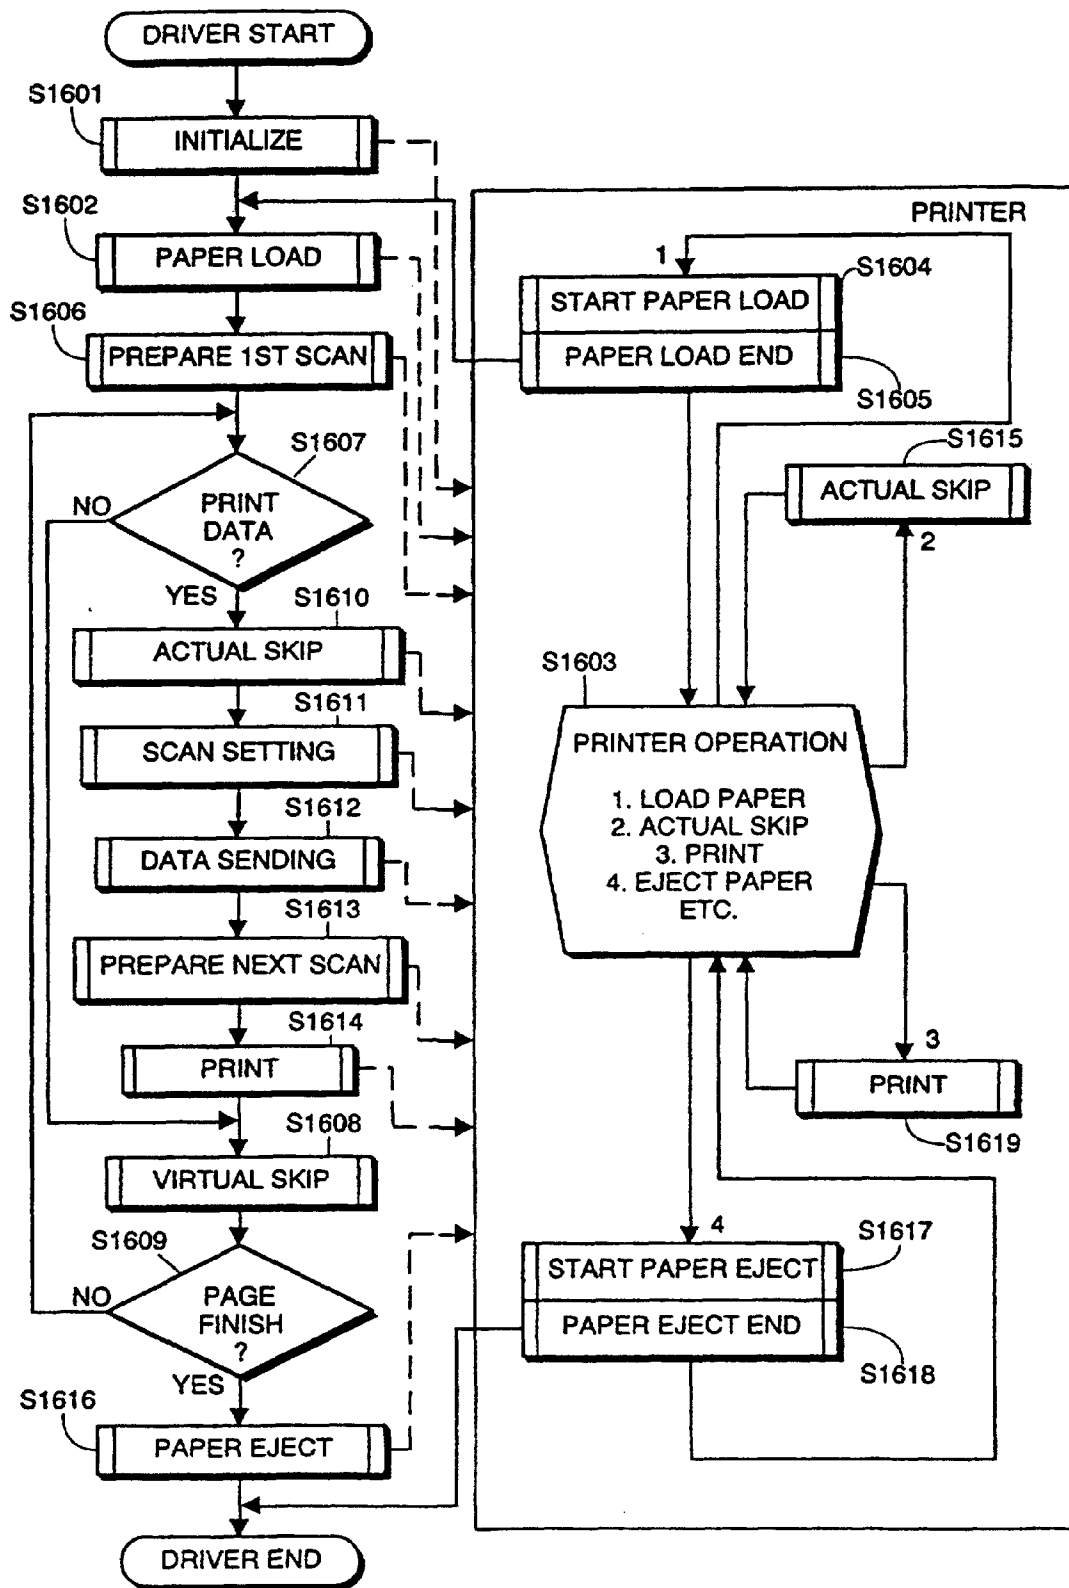 DRIVER START
S1601
INITIALIZE
S1602
PAPER LOAD
S1606
PREPARE 1ST SCAN
S1607
NO
PRINT
DATA
?
YES
S1610
ACTUAL SKIP
S1611
SCAN SETTING
S1612
DATA SENDING
S1613
PREPARE NEXT SCAN
S1614
PRINT
S1608
VIRTUAL SKIP
S1609
NO
PAGE
FINISH
?
YES
S1616
PAPER EJECT
DRIVER END
PRINTER
1
S1604
START PAPER LOAD
PAPER LOAD END
S1605
S1615
ACTUAL SKIP
2
S1603
PRINTER OPERATION
1. LOAD PAPER
2. ACTUAL SKIP
3. PRINT
4. EJECT PAPER
ETC.
3
PRINT
S1619
4
S1617
START PAPER EJECT
PAPER EJECT END
S1618